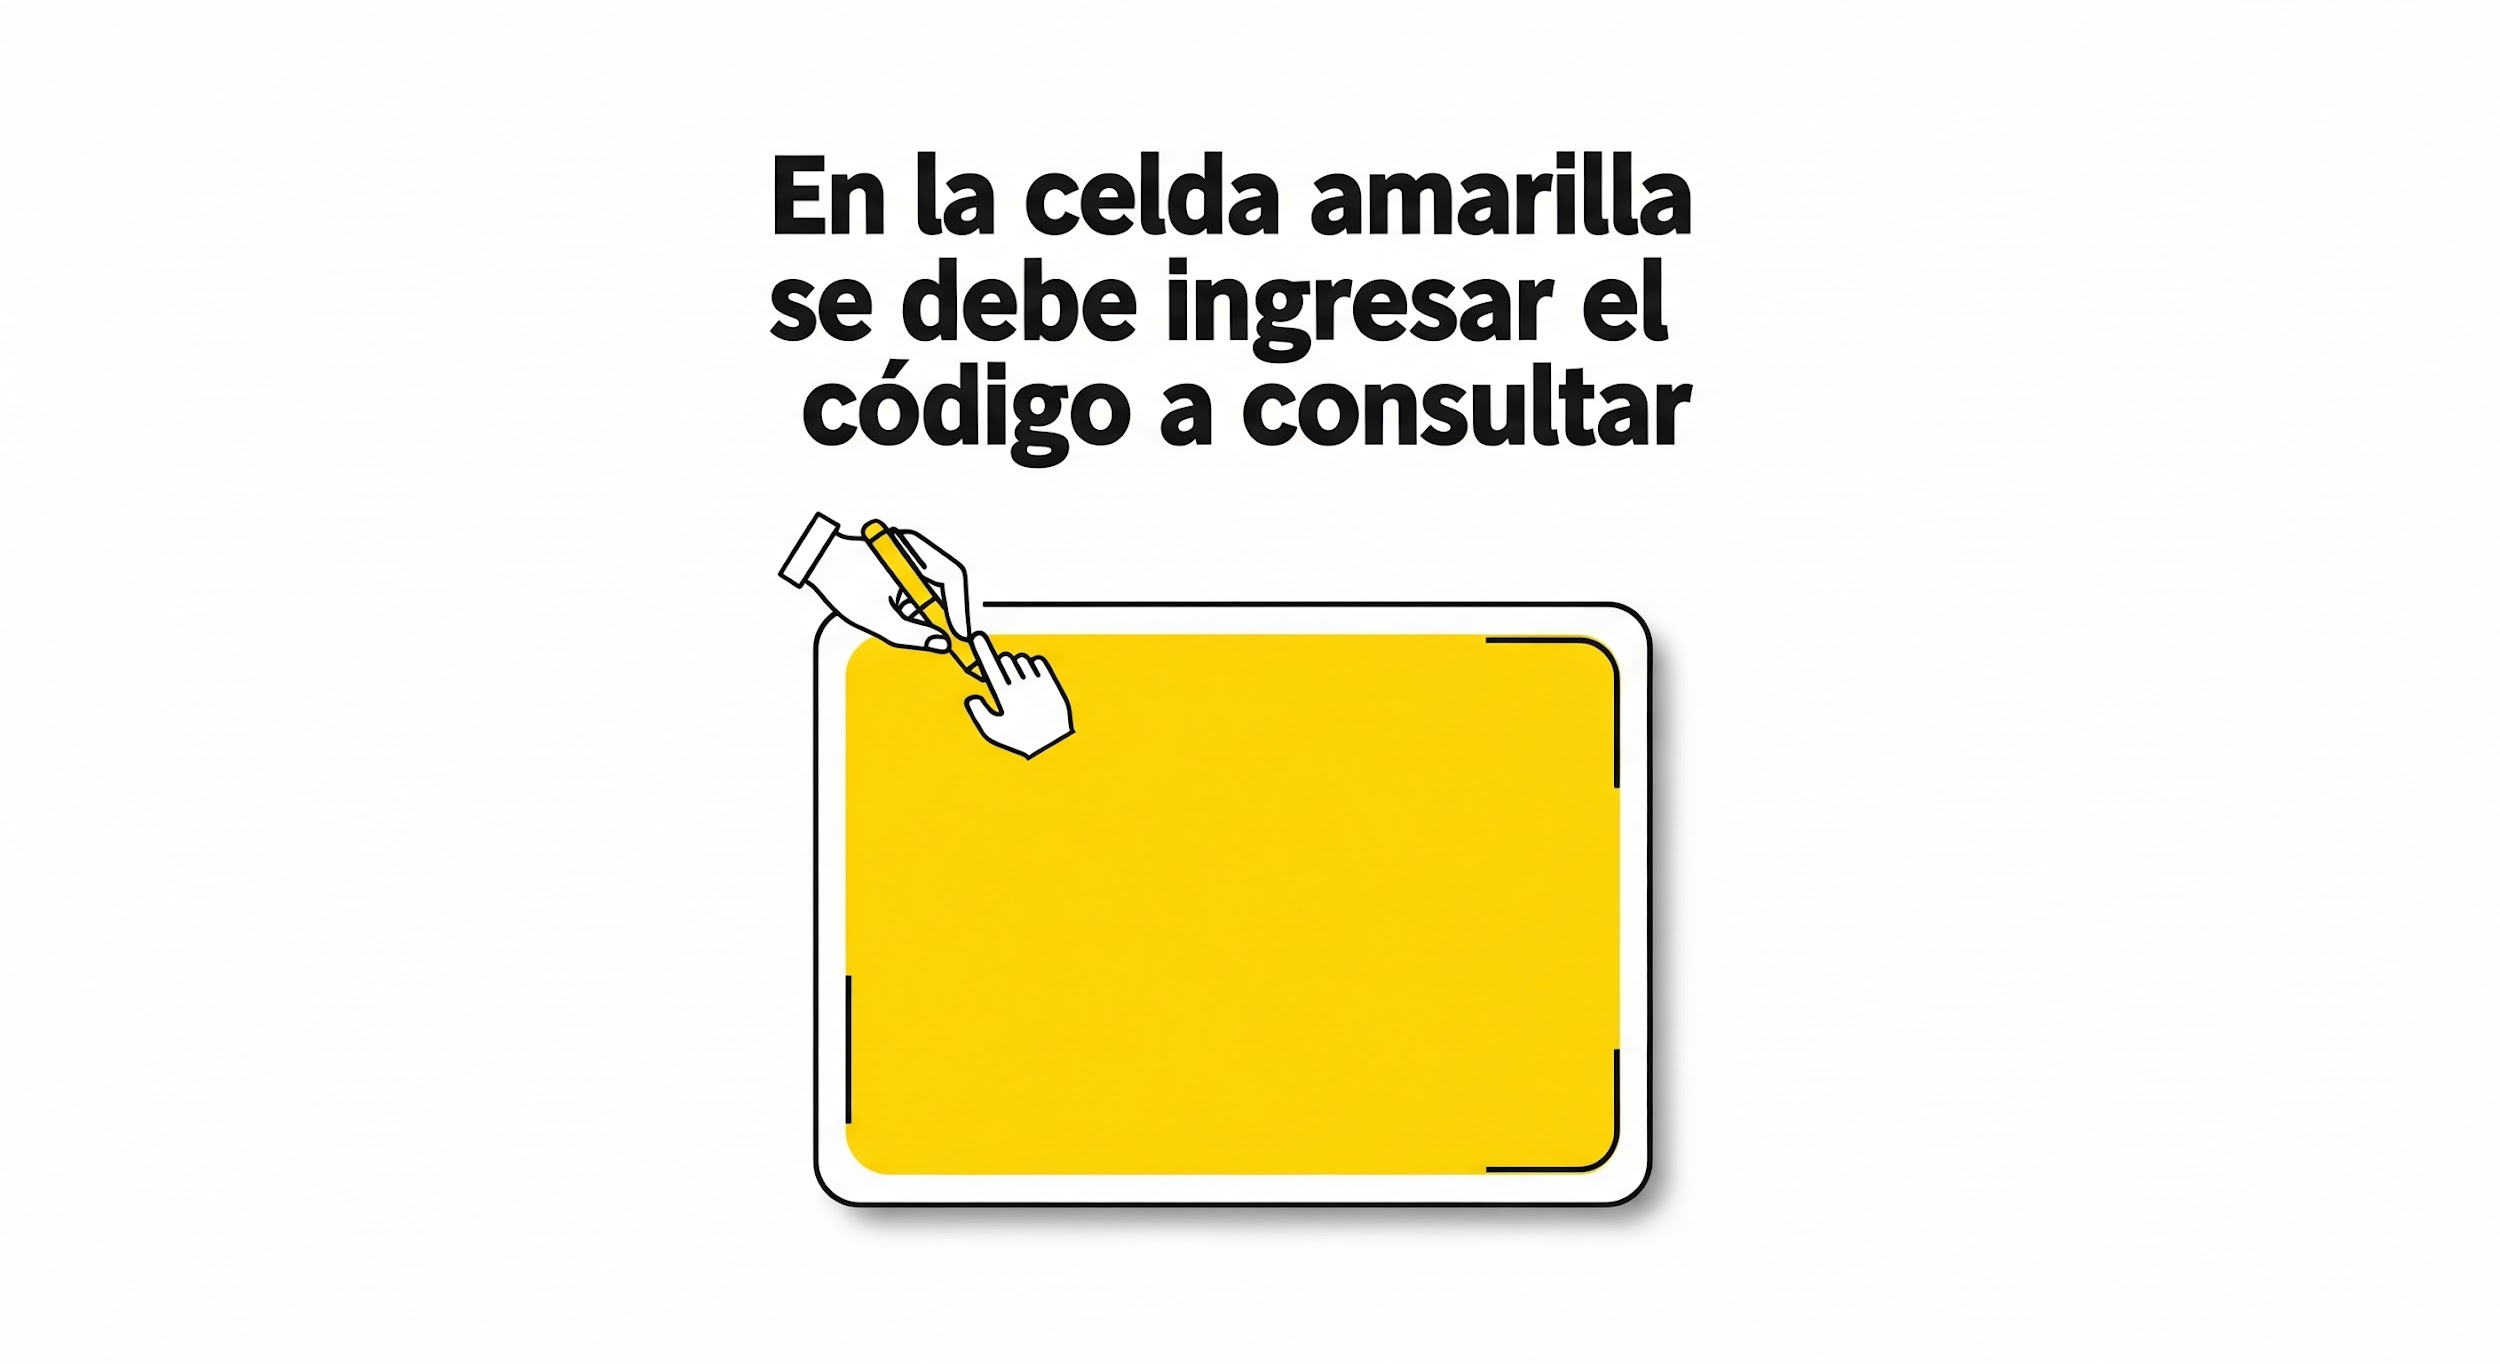 En la celda amarilla
se debe ingresar el
código a consultar